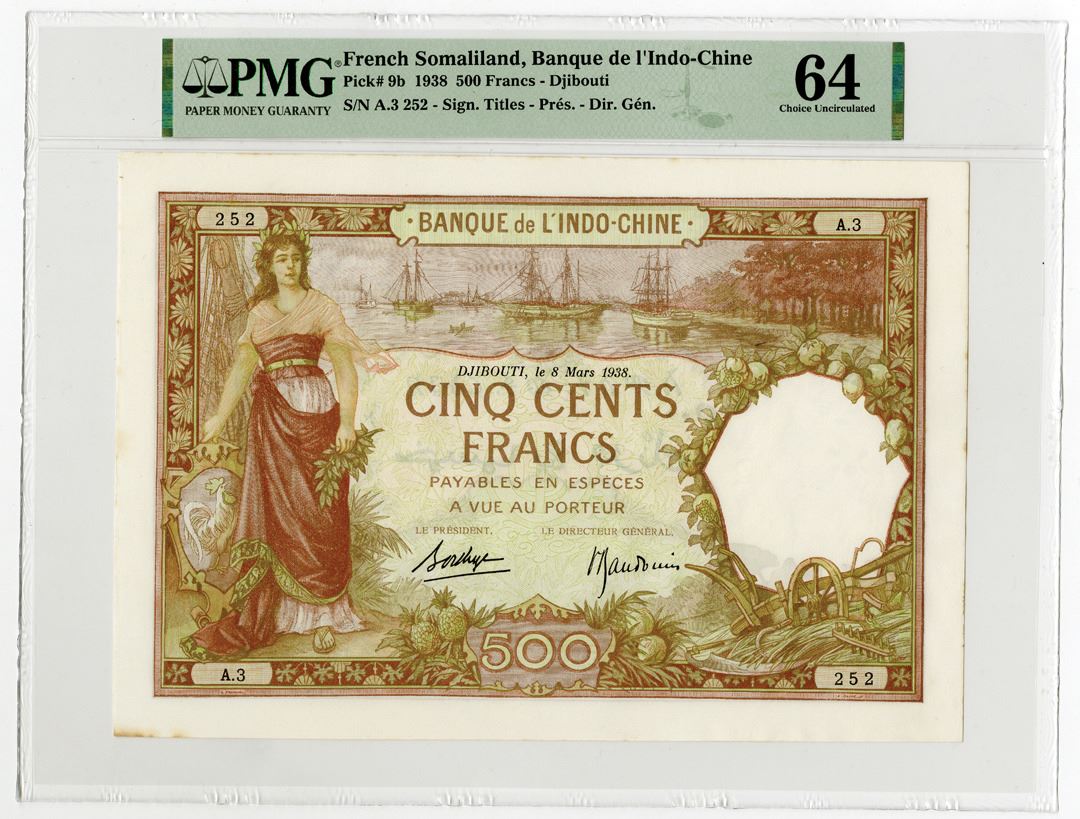 PMG®
PAPER MONEY GUARANTY
French Somaliland, Banque de l'Indo-Chine
Pick# 9b 1938 500 Francs - Djibouti
S/N A.3 252 - Sign. Titles - Prés. - Dir. Gén.
64
Choice Uncirculated
252
· BANQUE de L'INDO-CHINE ·
A.3
DJIBOUTI, le 8 Mars 1938.
CINQ CENTS
FRANCS
PAYABLES EN ESPÈCES
A VUE AU PORTEUR
LE PRÉSIDENT,
LE DIRECTEUR GÉNÉRAL,
500
A.3
252